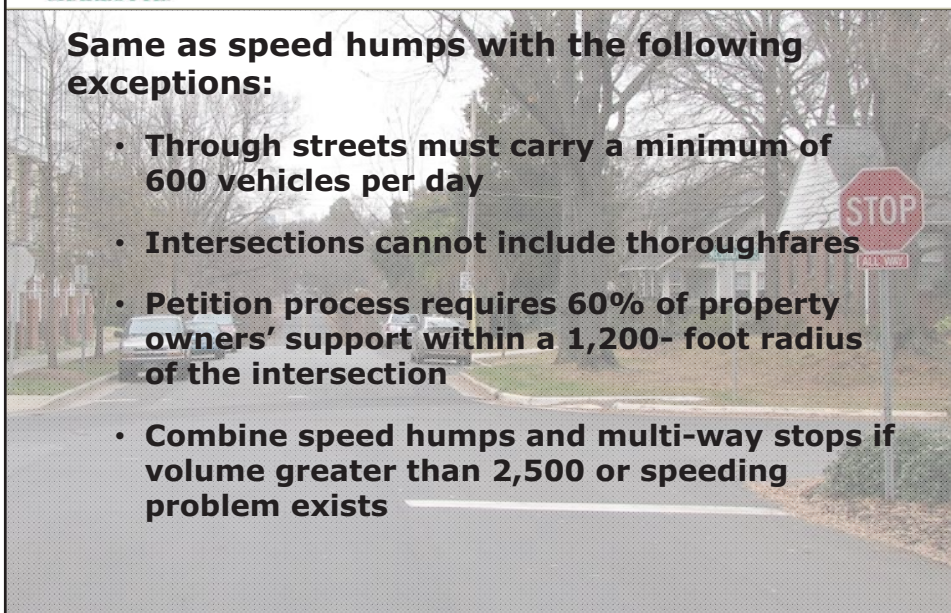 Same as speed humps with the following
exceptions:
• Through streets must carry a minimum of
600 vehicles per day
• Intersections cannot include thoroughfares
• Petition process requires 60% of property
owners’ support within a 1,200- foot radius
of the intersection
• Combine speed humps and multi-way stops if
volume greater than 2,500 or speeding
problem exists
STOP
ALL WAY